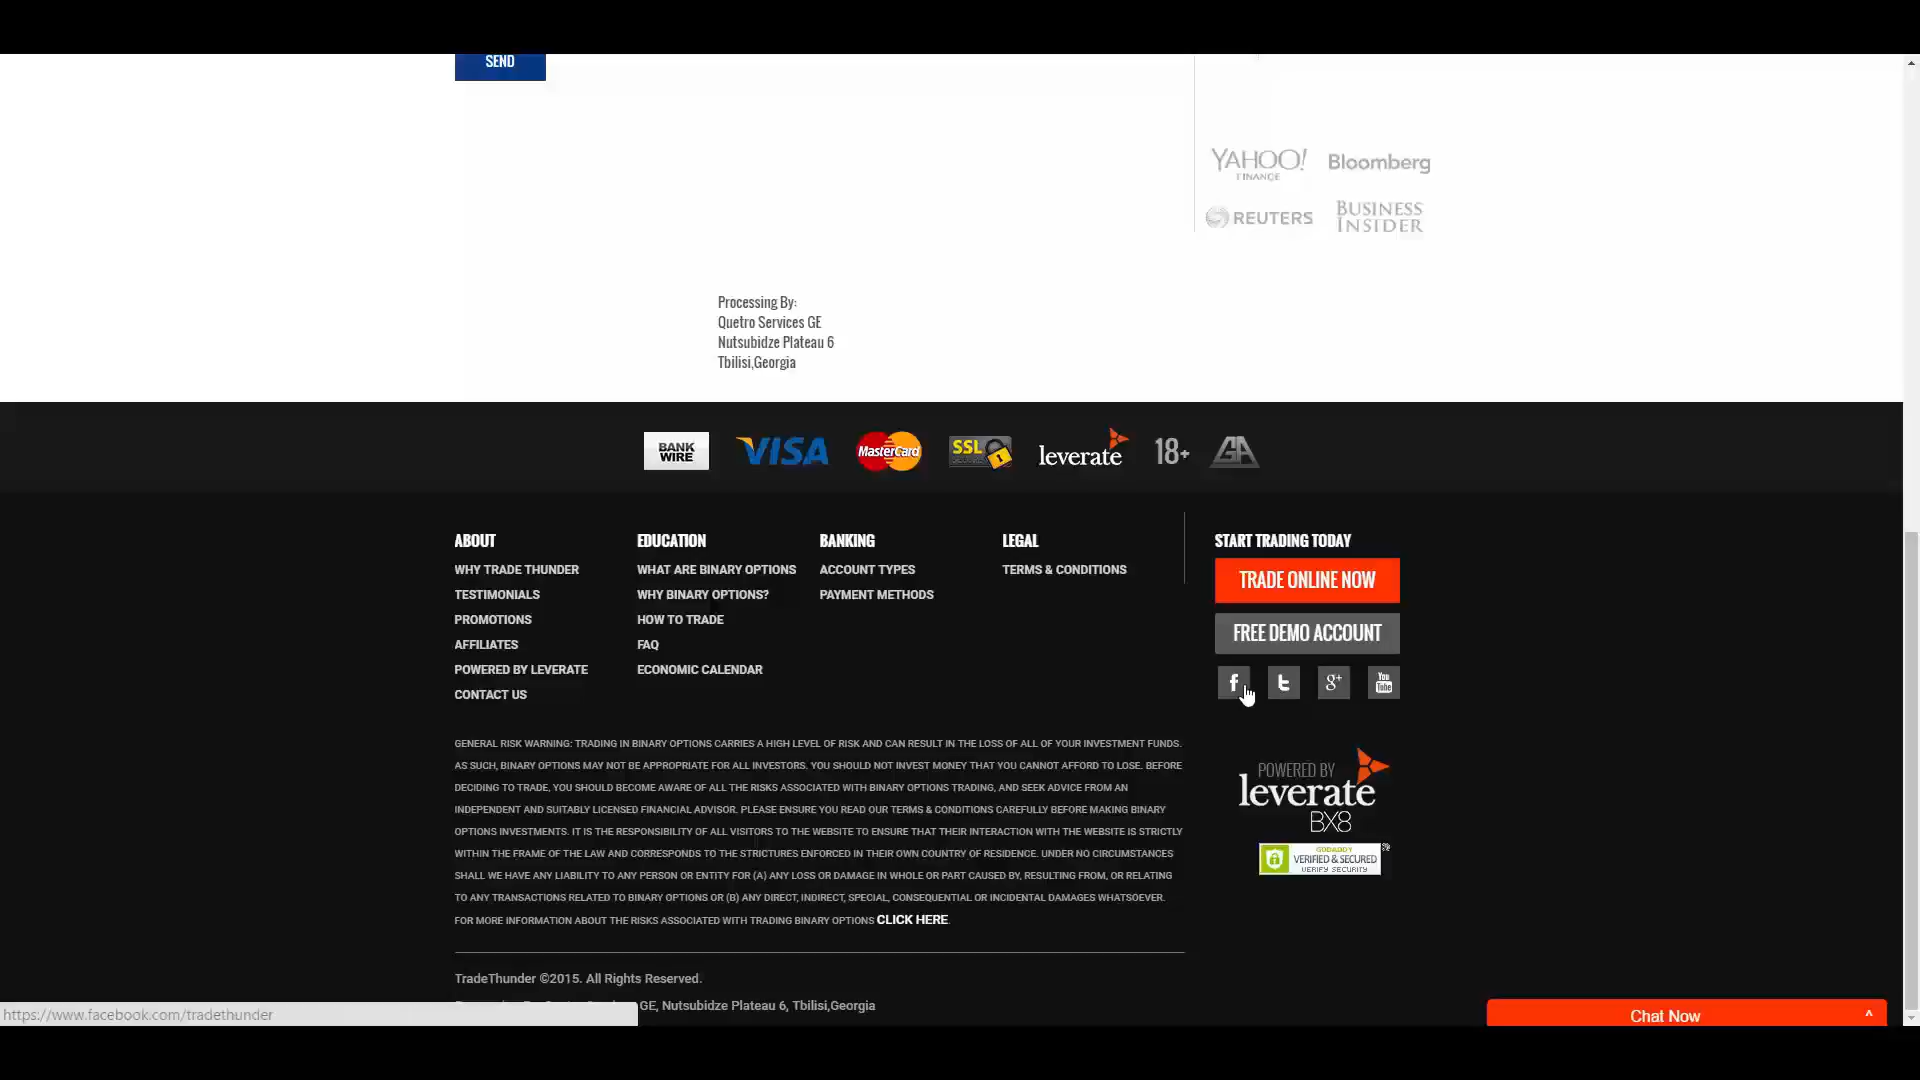 SEND
YAHOO!
FINANCE
Bloomberg
REUTERS
BUSINESS
INSIDER
Processing By:
Quetro Services GE
Nutsubidze Plateau 6
Tbilisi,Georgia
BANK
WIRE
VISA
MasterCard
SSL
leverate
18+
GA
ABOUT
WHY TRADE THUNDER
TESTIMONIALS
PROMOTIONS
AFFILIATES
POWERED BY LEVERATE
CONTACT US
EDUCATION
WHAT ARE BINARY OPTIONS
WHY BINARY OPTIONS?
HOW TO TRADE
FAQ
ECONOMIC CALENDAR
BANKING
ACCOUNT TYPES
PAYMENT METHODS
LEGAL
TERMS & CONDITIONS
START TRADING TODAY
TRADE ONLINE NOW
FREE DEMO ACCOUNT
f
t
g+
You
Tube
GENERAL RISK WARNING: TRADING IN BINARY OPTIONS CARRIES A HIGH LEVEL OF RISK AND CAN RESULT IN THE LOSS OF ALL OF YOUR INVESTMENT FUNDS.
AS SUCH, BINARY OPTIONS MAY NOT BE APPROPRIATE FOR ALL INVESTORS. YOU SHOULD NOT INVEST MONEY THAT YOU CANNOT AFFORD TO LOSE. BEFORE
DECIDING TO TRADE, YOU SHOULD BECOME AWARE OF ALL THE RISKS ASSOCIATED WITH BINARY OPTIONS TRADING, AND SEEK ADVICE FROM AN
INDEPENDENT AND SUITABLY LICENSED FINANCIAL ADVISOR. PLEASE ENSURE YOU READ OUR TERMS & CONDITIONS CAREFULLY BEFORE MAKING BINARY
OPTIONS INVESTMENTS. IT IS THE RESPONSIBILITY OF ALL VISITORS TO THE WEBSITE TO ENSURE THAT THEIR INTERACTION WITH THE WEBSITE IS STRICTLY
WITHIN THE FRAME OF THE LAW AND CORRESPONDS TO THE STRICTURES ENFORCED IN THEIR OWN COUNTRY OF RESIDENCE. UNDER NO CIRCUMSTANCES
SHALL WE HAVE ANY LIABILITY TO ANY PERSON OR ENTITY FOR (A) ANY LOSS OR DAMAGE IN WHOLE OR PART CAUSED BY, RESULTING FROM, OR RELATING
TO ANY TRANSACTIONS RELATED TO BINARY OPTIONS OR (B) ANY DIRECT, INDIRECT, SPECIAL, CONSEQUENTIAL OR INCIDENTAL DAMAGES WHATSOEVER.
FOR MORE INFORMATION ABOUT THE RISKS ASSOCIATED WITH TRADING BINARY OPTIONS CLICK HERE.
POWERED BY
leverate
BX8
GODADDY
VERIFIED & SECURED
VERIFY SECURITY
TradeThunder ©2015. All Rights Reserved.
GE, Nutsubidze Plateau 6, Tbilisi,Georgia
https://www.facebook.com/tradethunder
Chat Now ^